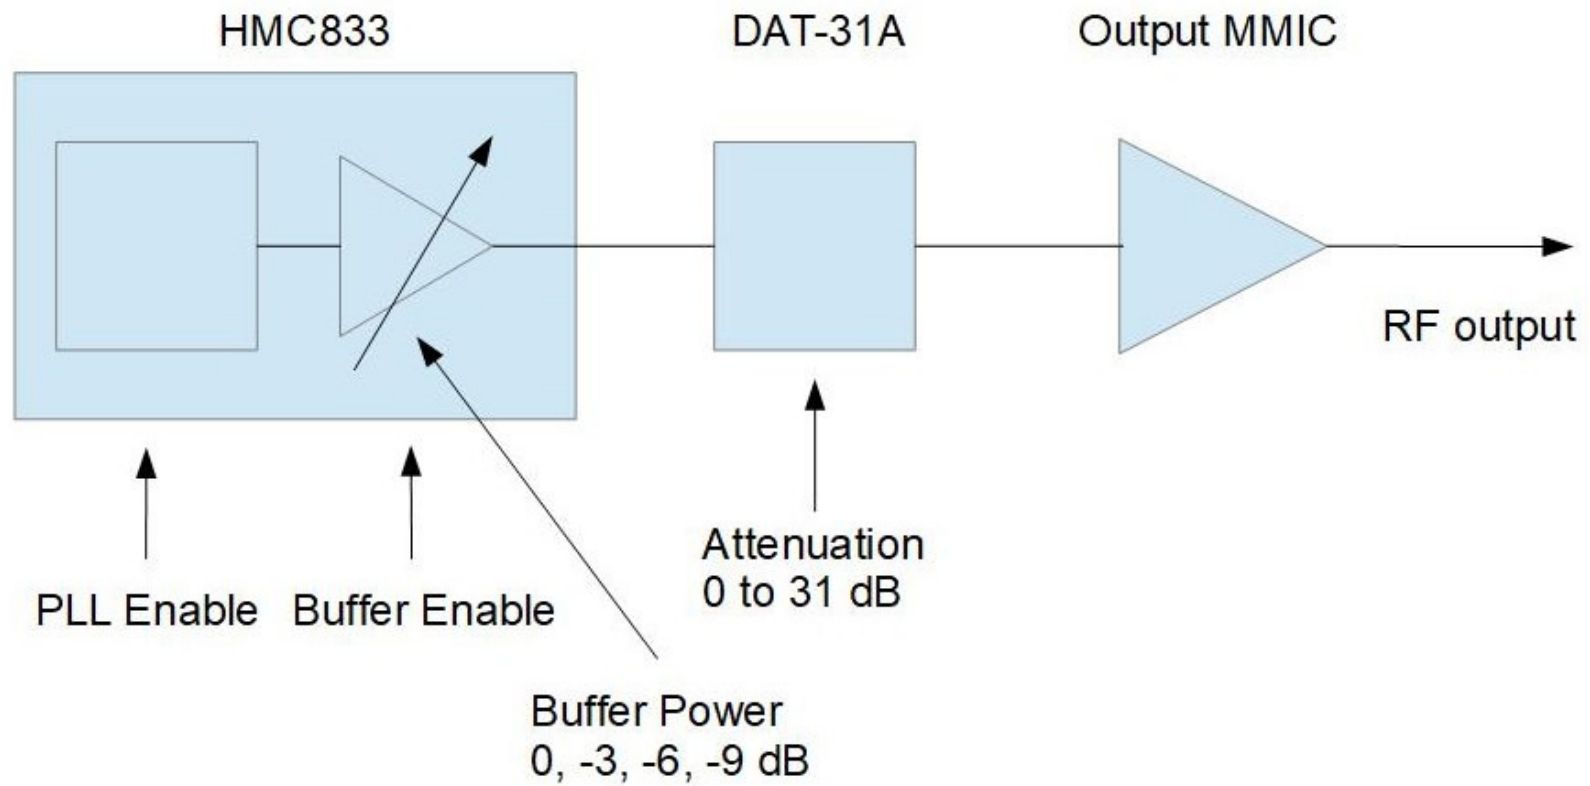 HMC833
DAT-31A
Output MMIC
RF output
Attenuation
0 to 31 dB
PLL Enable
Buffer Enable
Buffer Power
0, -3, -6, -9 dB